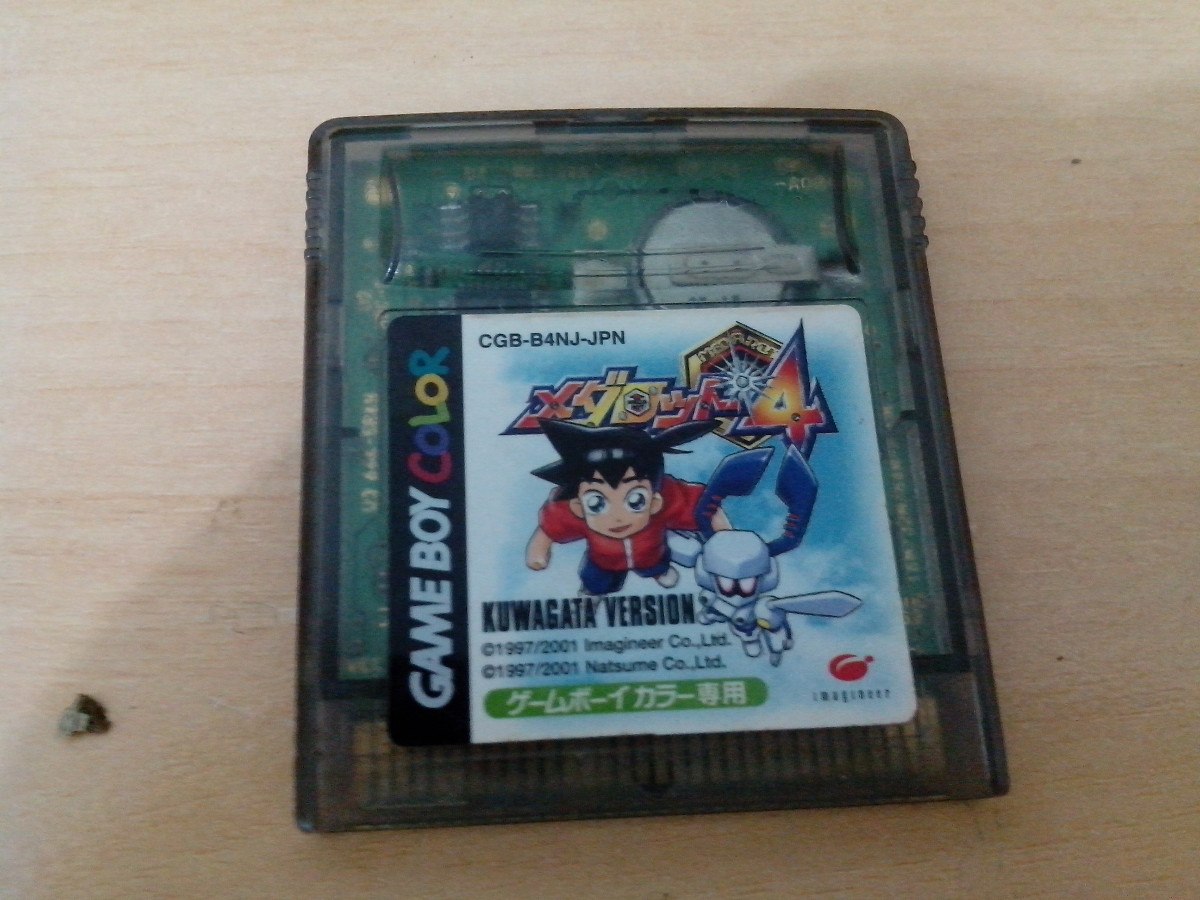 CGB-B4NJ-JPN
メダロット4
GAME BOY COLOR
KUWAGATA VERSION
©1997/2001 Imagineer Co.,Ltd.
©1997/2001 Natsume Co.,Ltd.
ゲームボーイカラー専用
imagineer